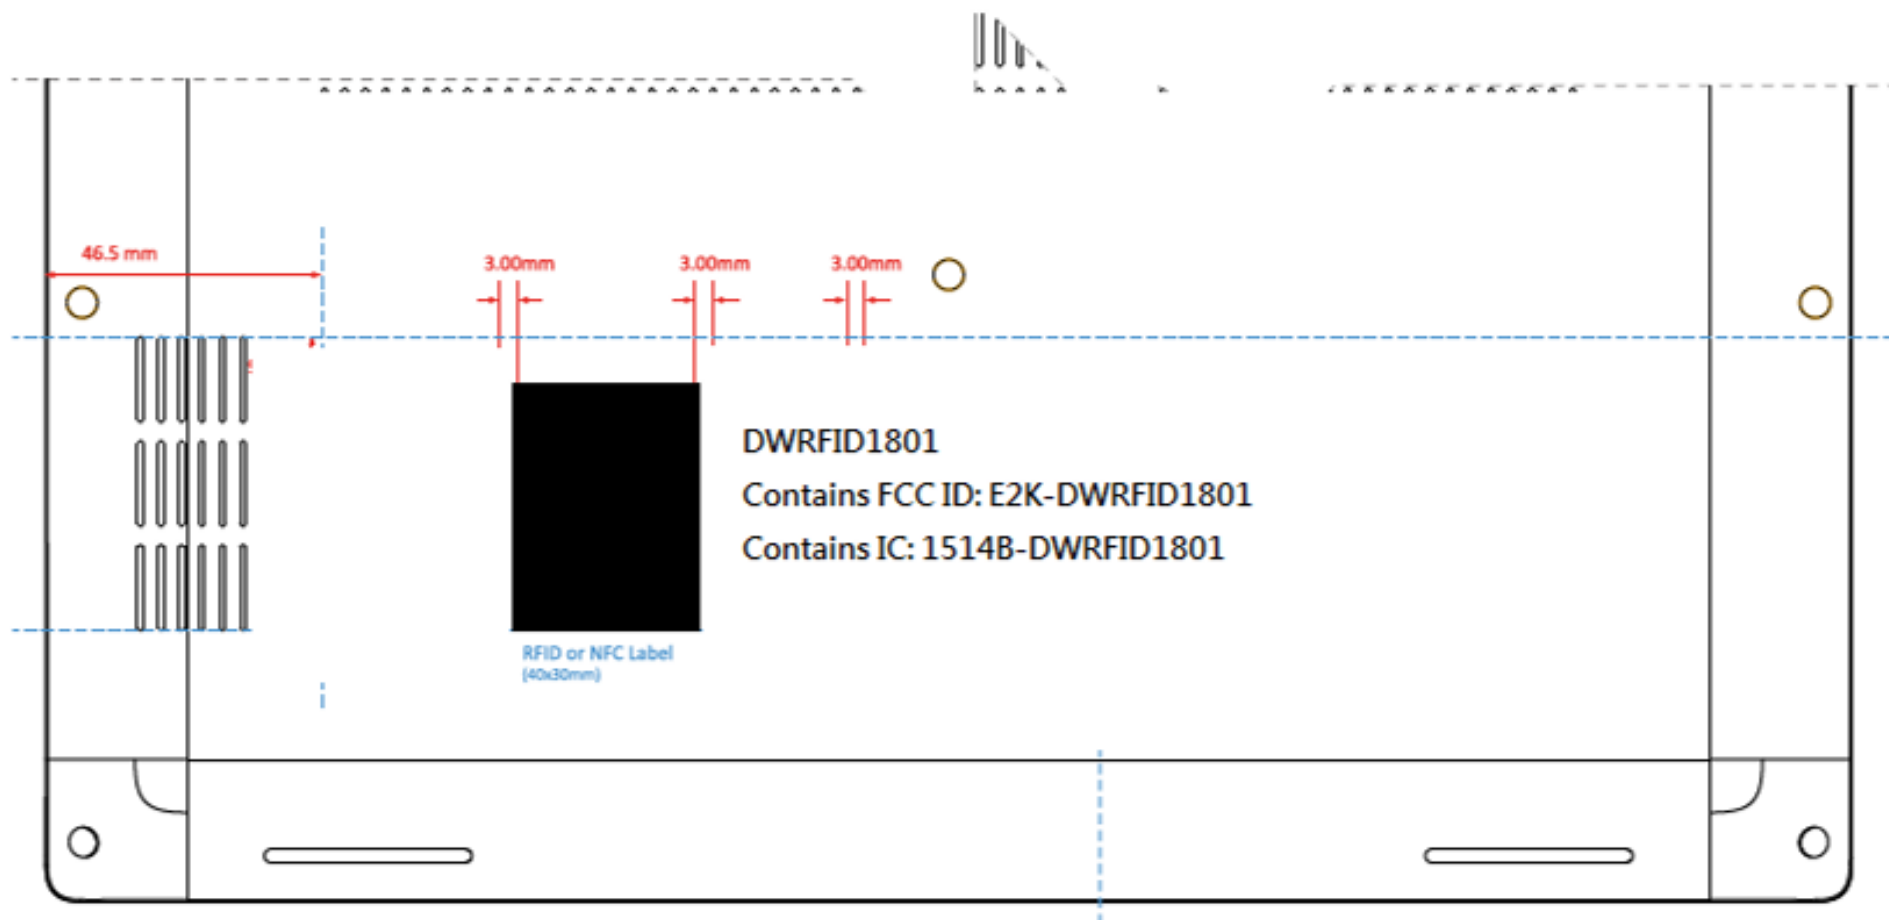 46.5 mm
3.00mm 3.00mm 3.00mm
DWRFID1801
Contains FCC ID: E2K-DWRFID1801
Contains IC: 1514B-DWRFID1801
RFID or NFC Label
(40x30mm)